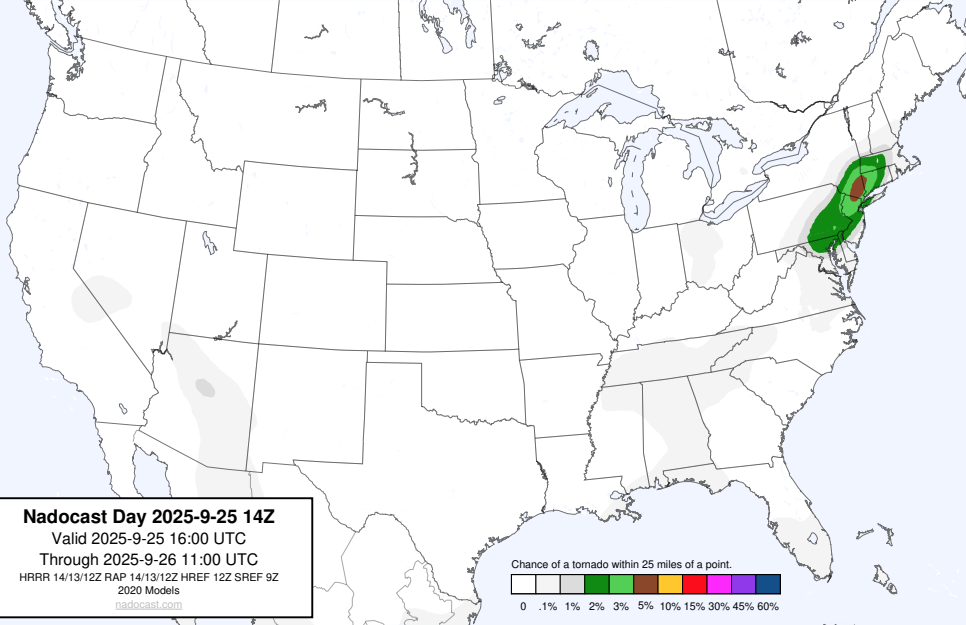 Nadocast Day 2025-9-25 14Z
Valid 2025-9-25 16:00 UTC
Through 2025-9-26 11:00 UTC
HRRR 14/13/12Z RAP 14/13/12Z HREF 12Z SREF 9Z
2020 Models
nadocast.com
Chance of a tornado within 25 miles of a point.
0 .1% 1% 2% 3% 5% 10% 15% 30% 45% 60%